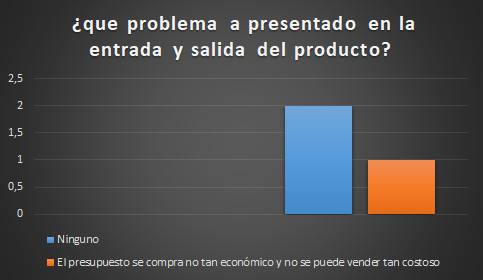 ¿que problema a presentado en la
entrada y salida del producto?
2,5
2
1,5
1
0,5
0
Ninguno
El presupuesto se compra no tan económico y no se puede vender tan costoso